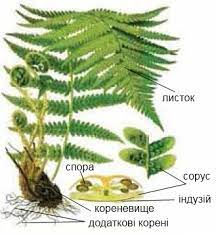 листок
спора
сорус
індузій
кореневище
додаткові корені